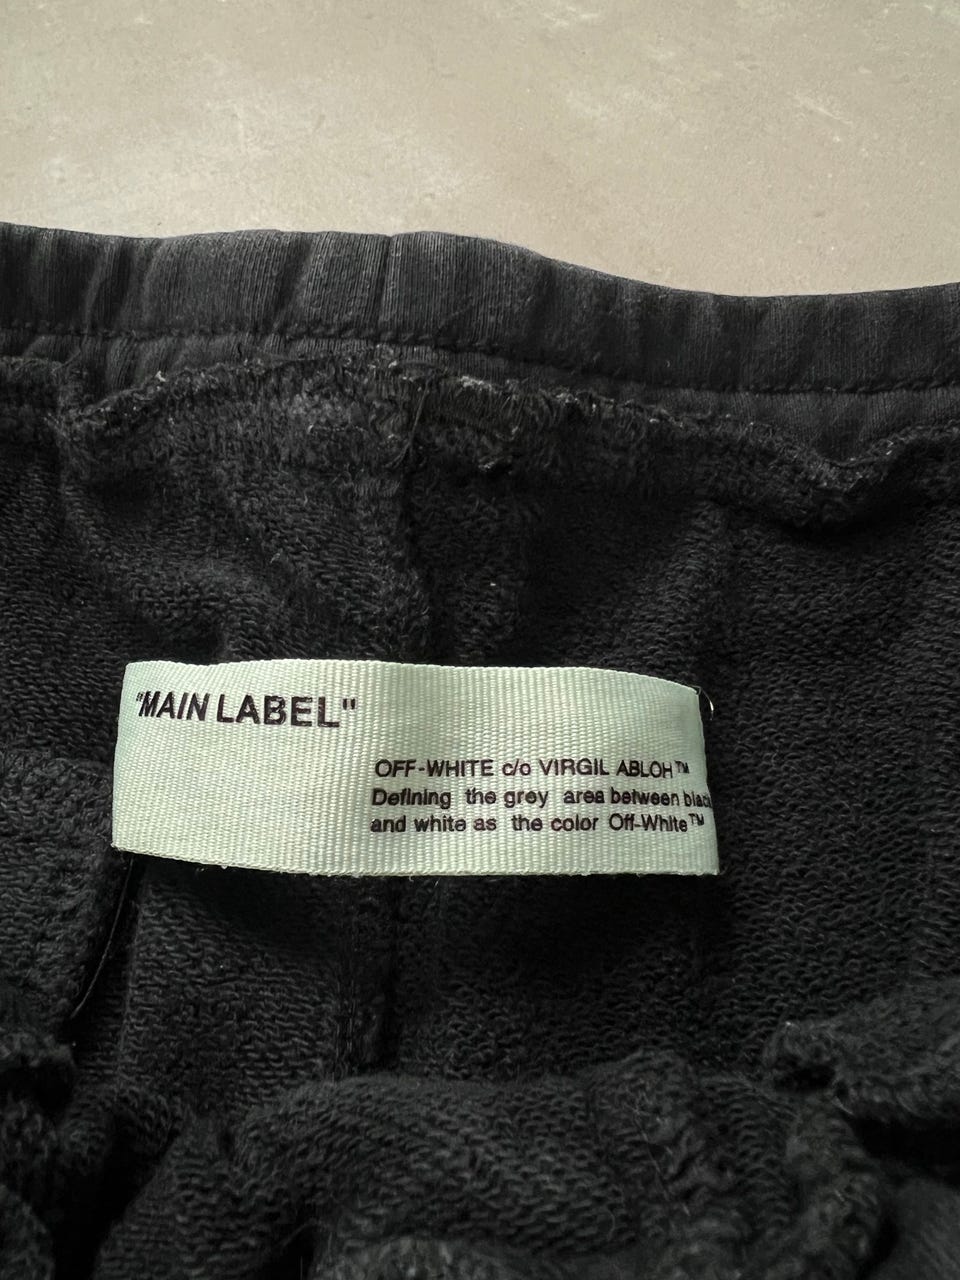 "MAIN LABEL"
OFF-WHITE c/o VIRGIL ABLOH™
Defining the grey area between black
and white as the color Off-White™